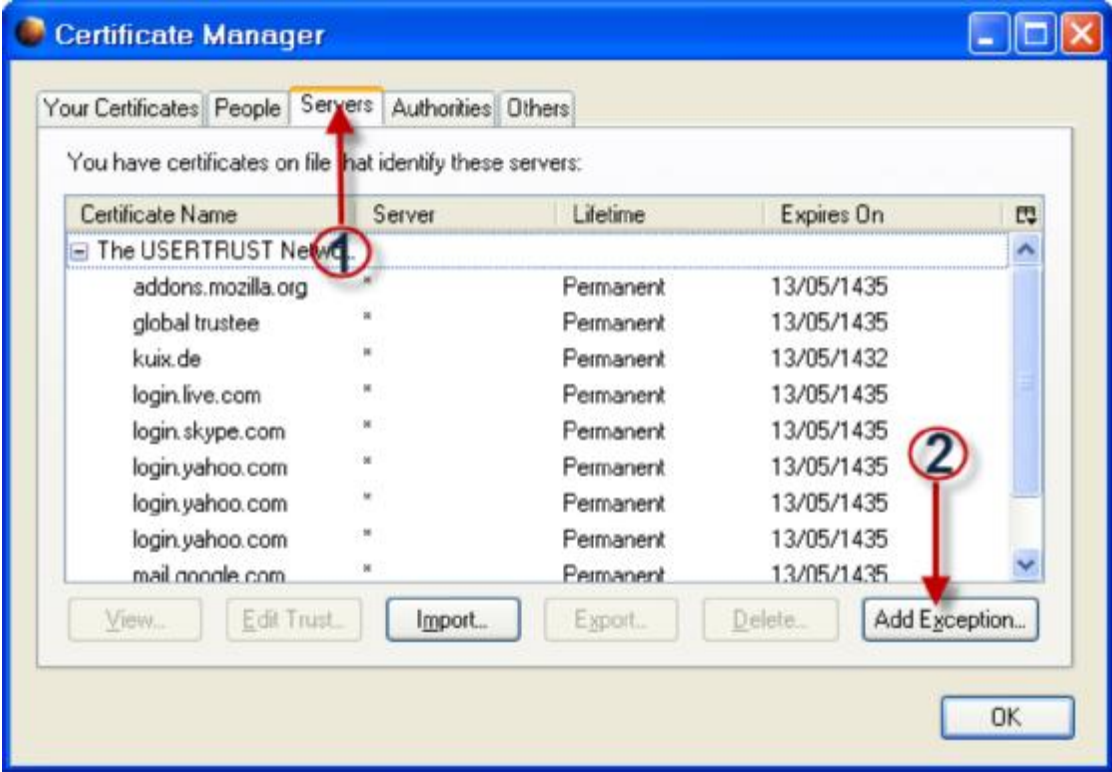 Certificate Manager
Your Certificates People Servers Authorities Others
You have certificates on file that identify these servers:
Certificate Name Server Lifetime Expires On
The USERTRUST Netwo...
1
addons.mozilla.org * Permanent 13/05/1435
global trustee * Permanent 13/05/1435
kuix.de * Permanent 13/05/1432
login.live.com * Permanent 13/05/1435
login.skype.com * Permanent 13/05/1435
2
login.yahoo.com * Permanent 13/05/1435
login.yahoo.com * Permanent 13/05/1435
login.yahoo.com * Permanent 13/05/1435
mail.google.com * Permanent 13/05/1435
View... Edit Trust... Import... Export... Delete... Add Exception...
OK